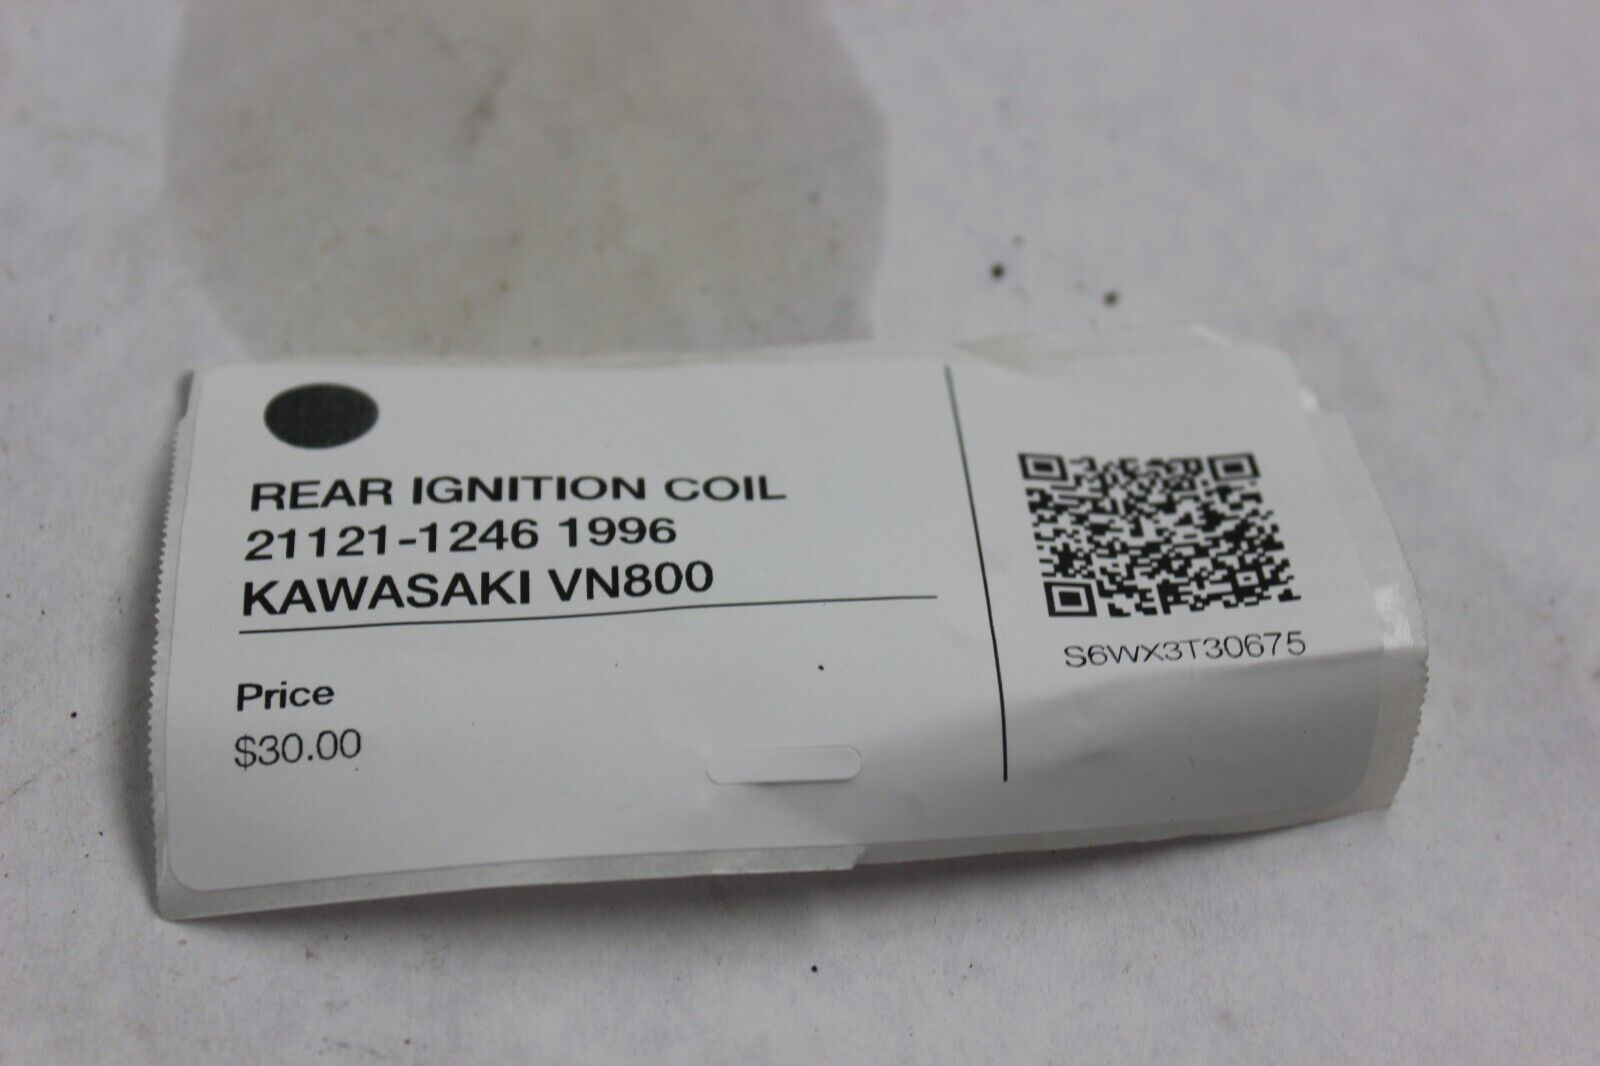 REAR IGNITION COIL
21121-1246 1996
KAWASAKI VN800
Price
$30.00
S6WX3T30675